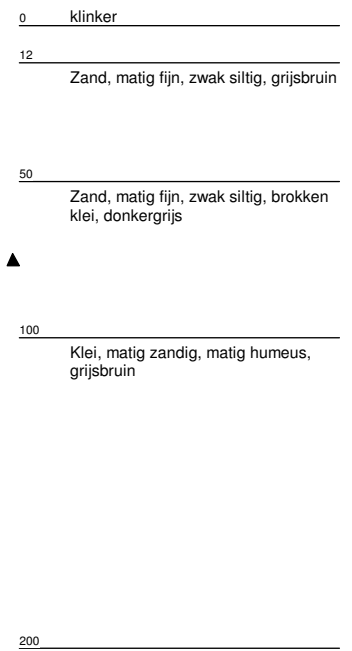 0 klinker
12
Zand, matig fijn, zwak siltig, grijsbruin
50
Zand, matig fijn, zwak siltig, brokken
klei, donkergrijs
100
Klei, matig zandig, matig humeus,
grijsbruin
200